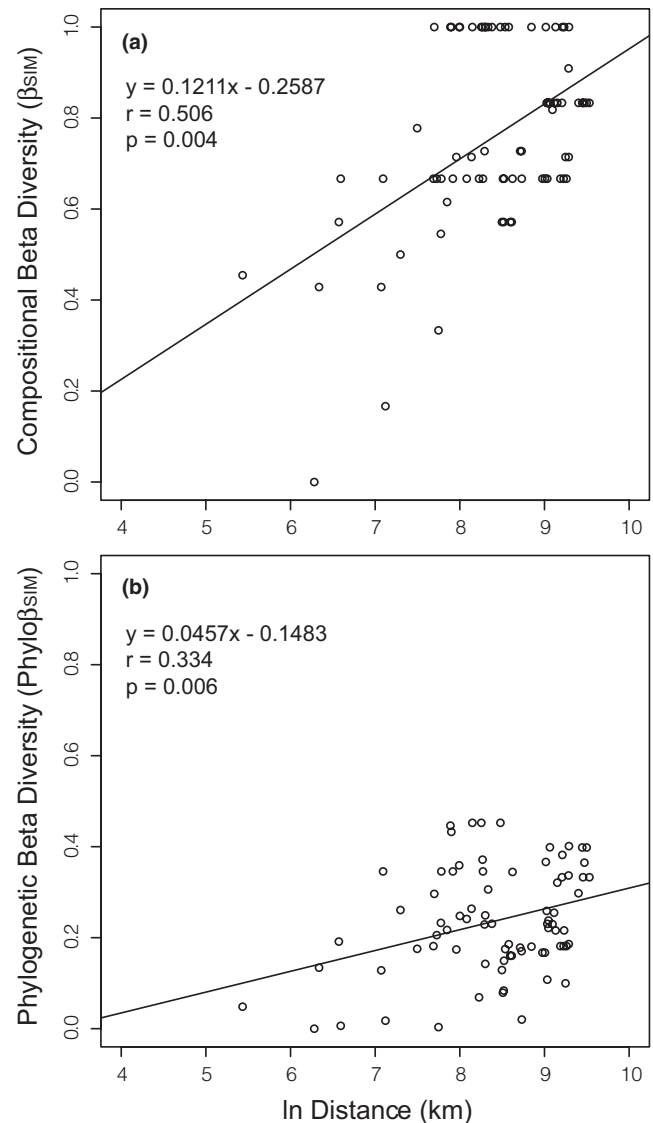 (a)
y = 0.1211x - 0.2587
r = 0.506
p = 0.004
Compositional Beta Diversity (βSIM)
1.0
0.8
0.6
0.4
0.2
0.0
4 5 6 7 8 9 10
(b)
y = 0.0457x - 0.1483
r = 0.334
p = 0.006
Phylogenetic Beta Diversity (PhyloβSIM)
1.0
0.8
0.6
0.4
0.2
0.0
4 5 6 7 8 9 10
ln Distance (km)